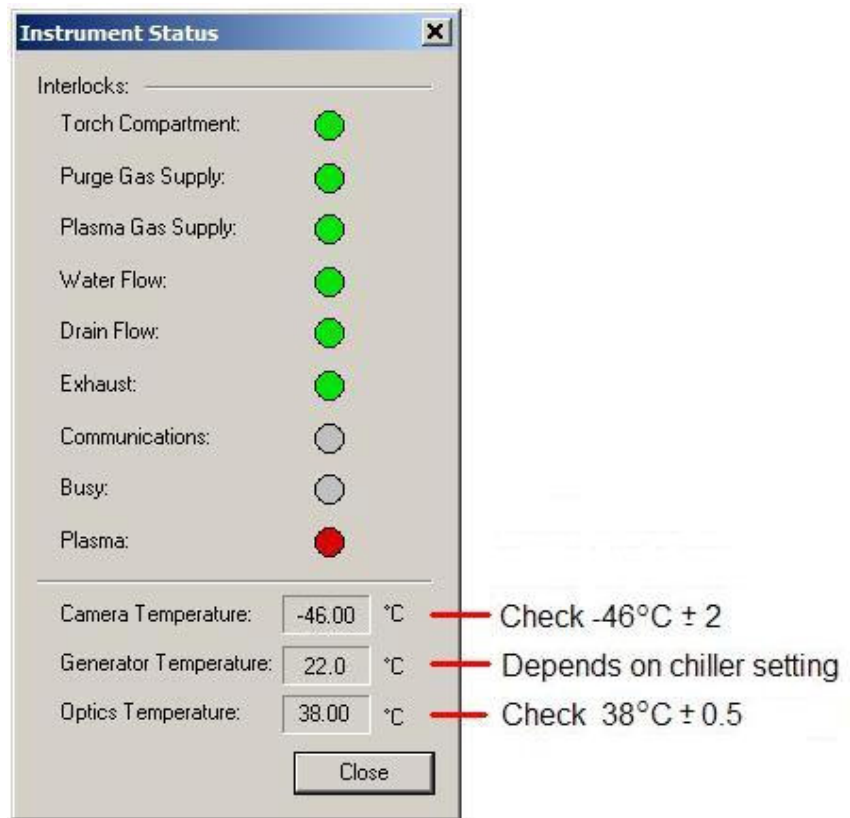 Instrument Status
Interlocks:
Torch Compartment:
Purge Gas Supply:
Plasma Gas Supply:
Water Flow:
Drain Flow:
Exhaust:
Communications:
Busy:
Plasma:
Camera Temperature: -46.00 °C Check -46°C ± 2
Generator Temperature: 22.0 °C Depends on chiller setting
Optics Temperature: 38.00 °C Check 38°C ± 0.5
Close